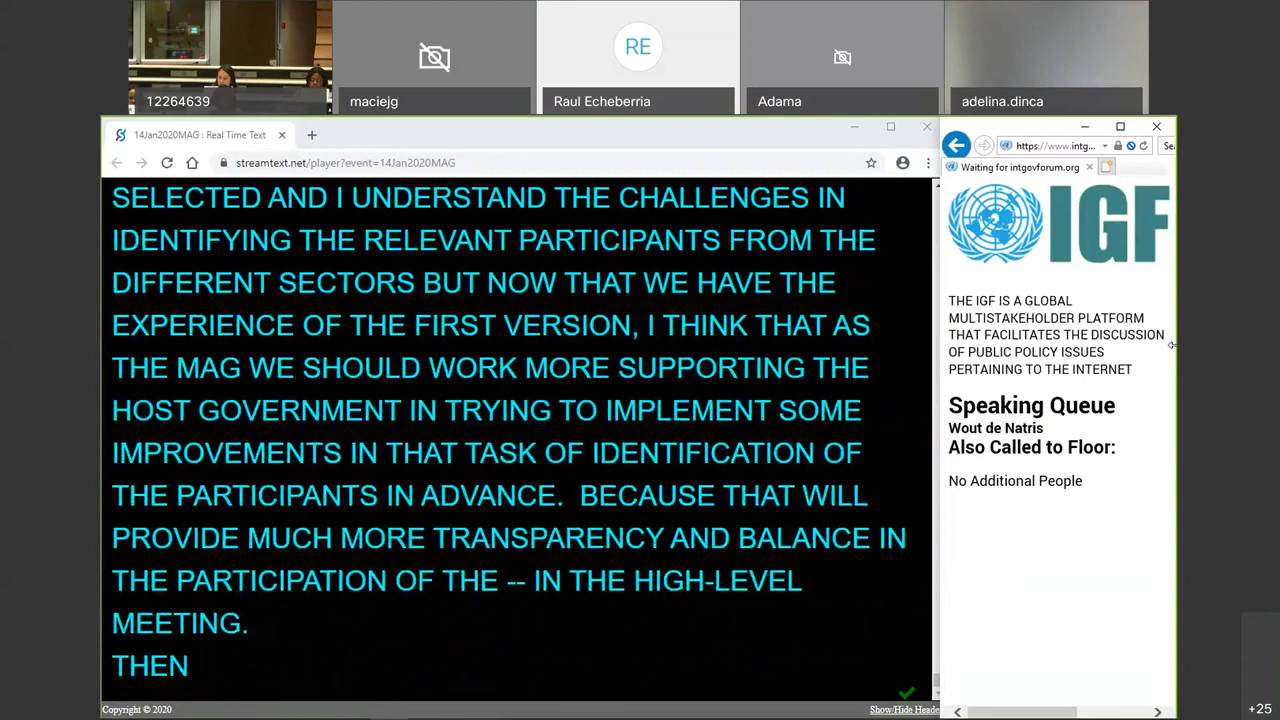 RE
12264639
maciejg
Raul Echeberria
Adama
adelina.dinca
14Jan2020MAG : Real Time Text
streamtext.net/player?event=14Jan2020MAG
SELECTED AND I UNDERSTAND THE CHALLENGES IN
IDENTIFYING THE RELEVANT PARTICIPANTS FROM THE
DIFFERENT SECTORS BUT NOW THAT WE HAVE THE
EXPERIENCE OF THE FIRST VERSION, I THINK THAT AS
THE MAG WE SHOULD WORK MORE SUPPORTING THE
HOST GOVERNMENT IN TRYING TO IMPLEMENT SOME
IMPROVEMENTS IN THAT TASK OF IDENTIFICATION OF
THE PARTICIPANTS IN ADVANCE.  BECAUSE THAT WILL
PROVIDE MUCH MORE TRANSPARENCY AND BALANCE IN
THE PARTICIPATION OF THE -- IN THE HIGH-LEVEL
MEETING.
THEN
Copyright © 2020
Show/Hide Heade
https://www.intg...
Sea
Waiting for intgovforum.org
IGF
THE IGF IS A GLOBAL
MULTISTAKEHOLDER PLATFORM
THAT FACILITATES THE DISCUSSION
OF PUBLIC POLICY ISSUES
PERTAINING TO THE INTERNET
Speaking Queue
Wout de Natris
Also Called to Floor:
No Additional People
+25